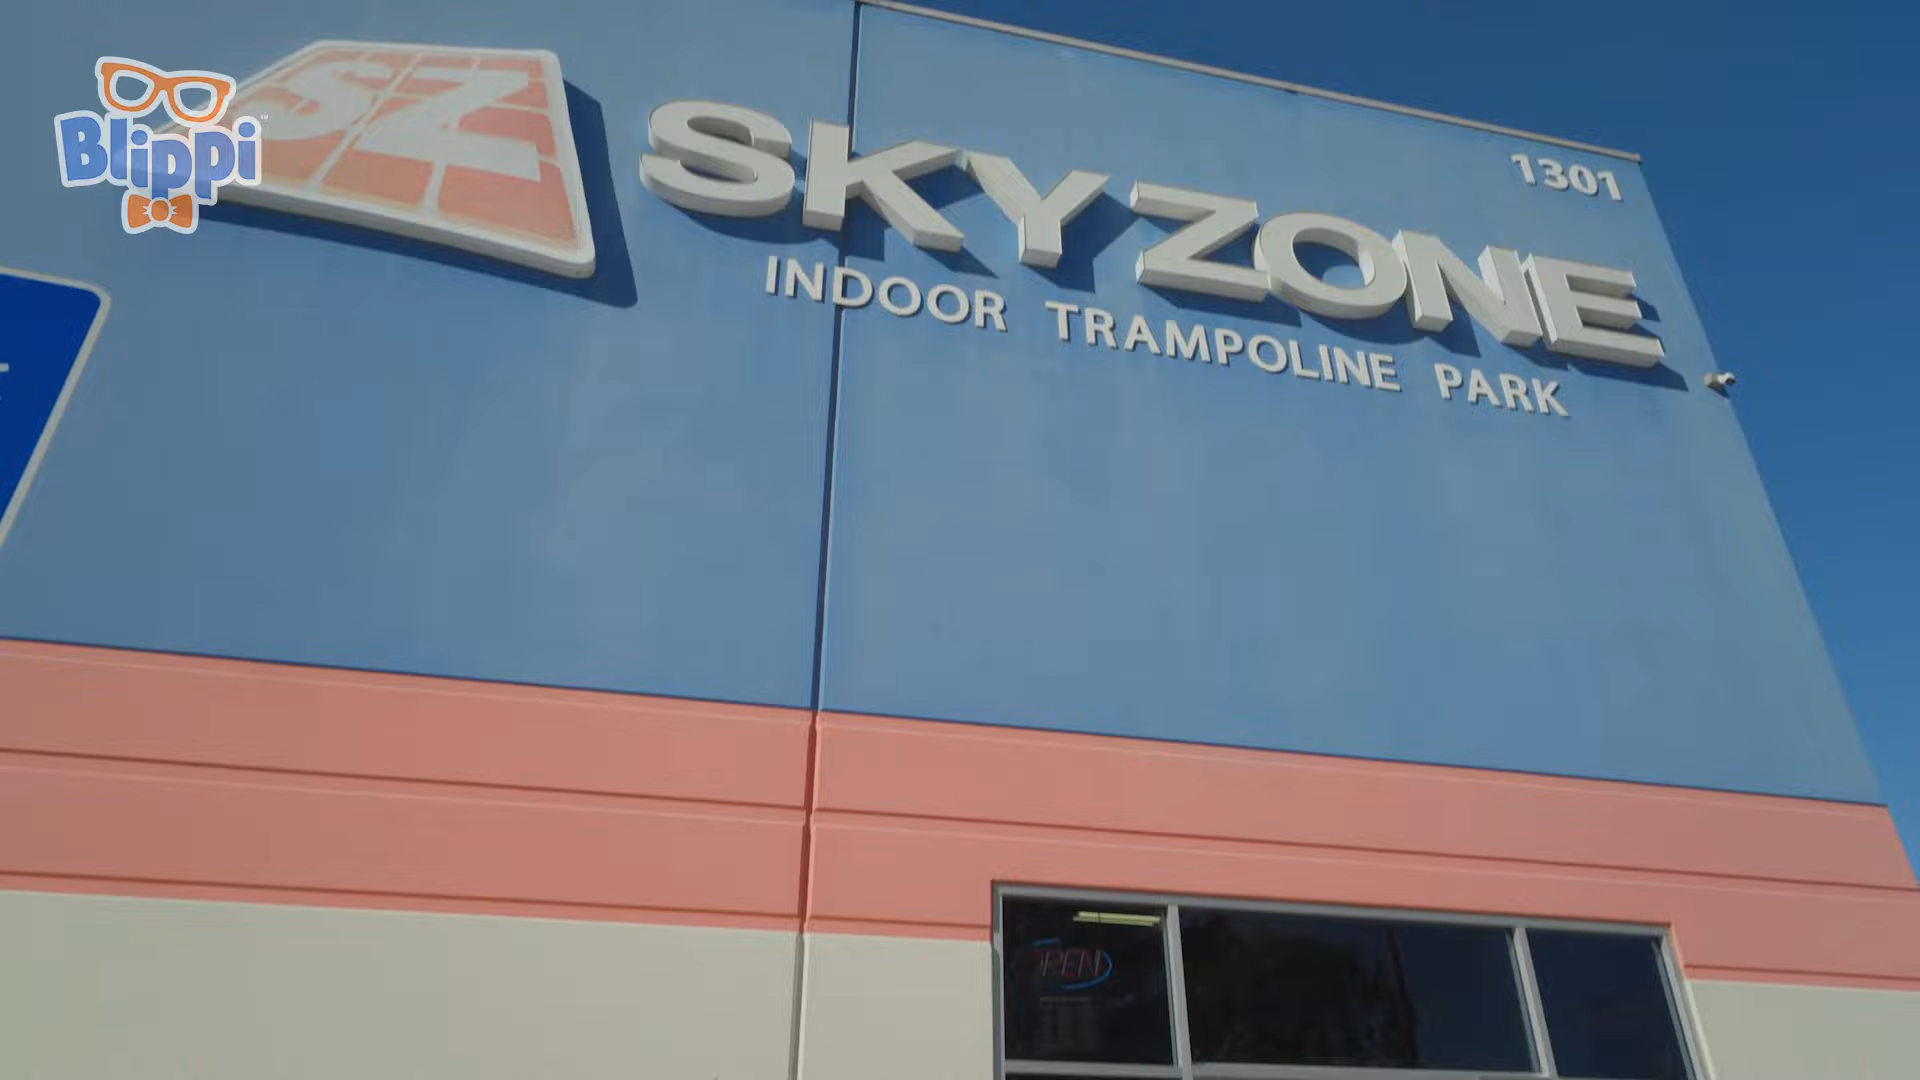 Blippi
SZ
SKYZONE
1301
INDOOR TRAMPOLINE PARK
OPEN